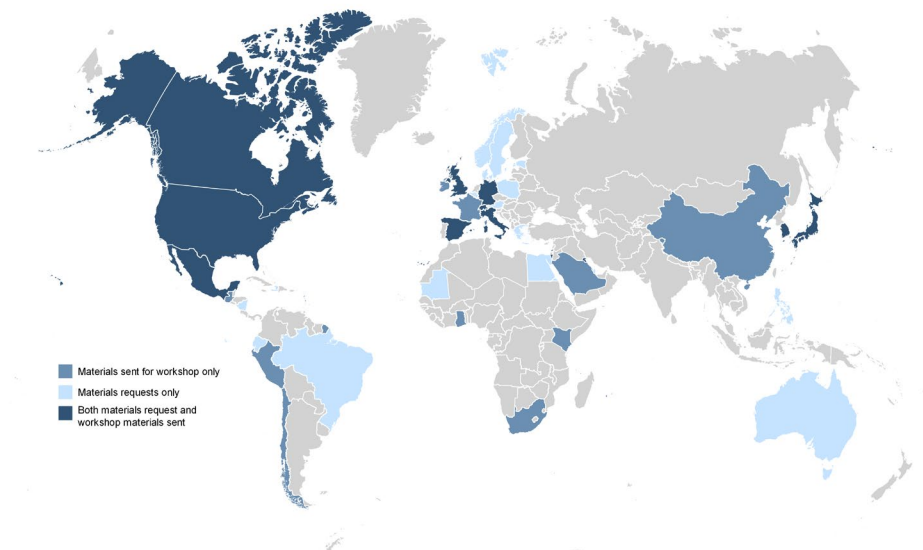 Materials sent for workshop only
Materials requests only
Both materials request and
workshop materials sent